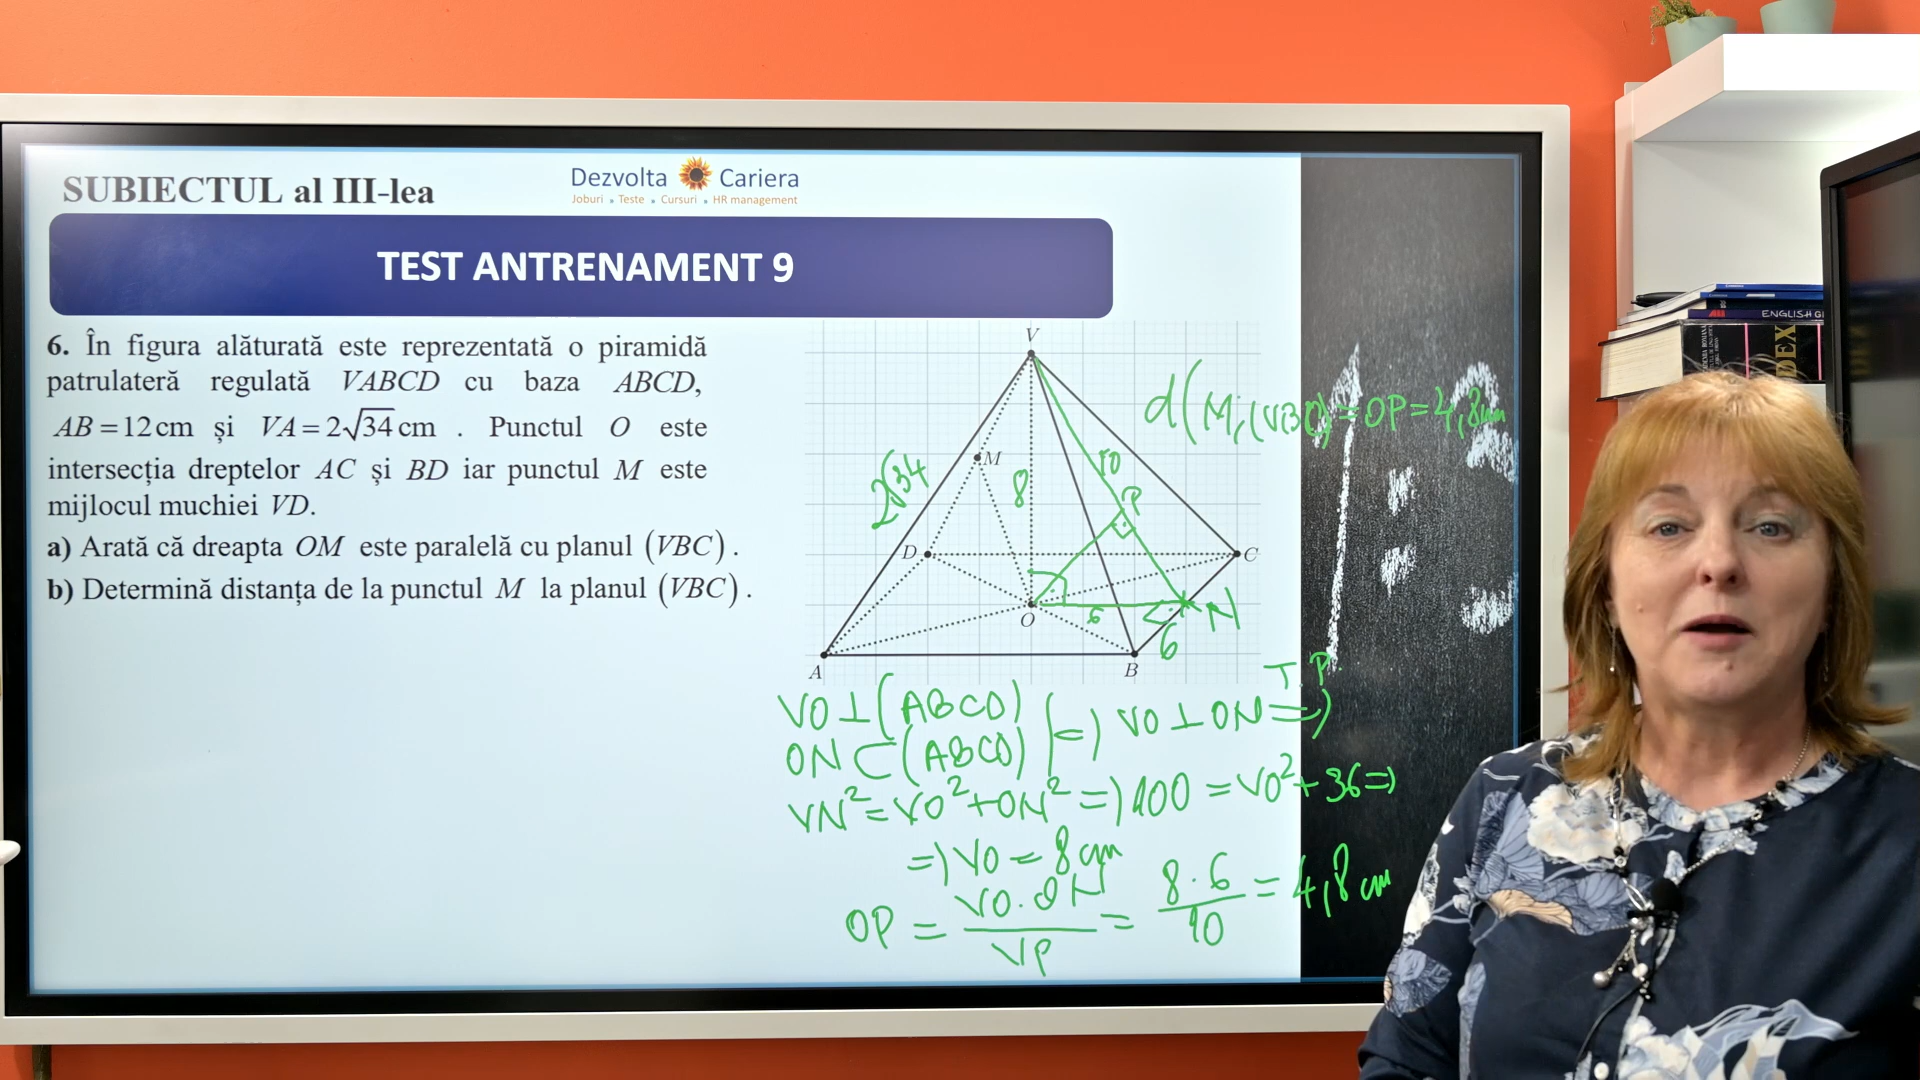 SUBIECTUL al III-lea
Dezvolta Cariera
Joburi . Teste . Cursuri . HR management
TEST ANTRENAMENT 9
6. În figura alăturată este reprezentată o piramidă
patrulateră regulată VABCD cu baza ABCD,
AB = 12 cm și VA = 2√34 cm . Punctul O este
intersecția dreptelor AC și BD iar punctul M este
mijlocul muchiei VD.
a) Arată că dreapta OM este paralelă cu planul (VBC).
b) Determină distanța de la punctul M la planul (VBC).
V
d(M;(VBC)=OP=4,8cm
M
2√34
8
10
P
D
C
O
6
N
6
A
B
VO⊥(ABCD)
ON⊂(ABCD) |=) VO⊥ON =)
T.P
VN²=VO²+ON² =) 100 = VO²+36=)
=) VO = 8cm
OP = VO.ON / VP = 8·6 / 10 = 4,8 cm
ENGLISH G
DEX